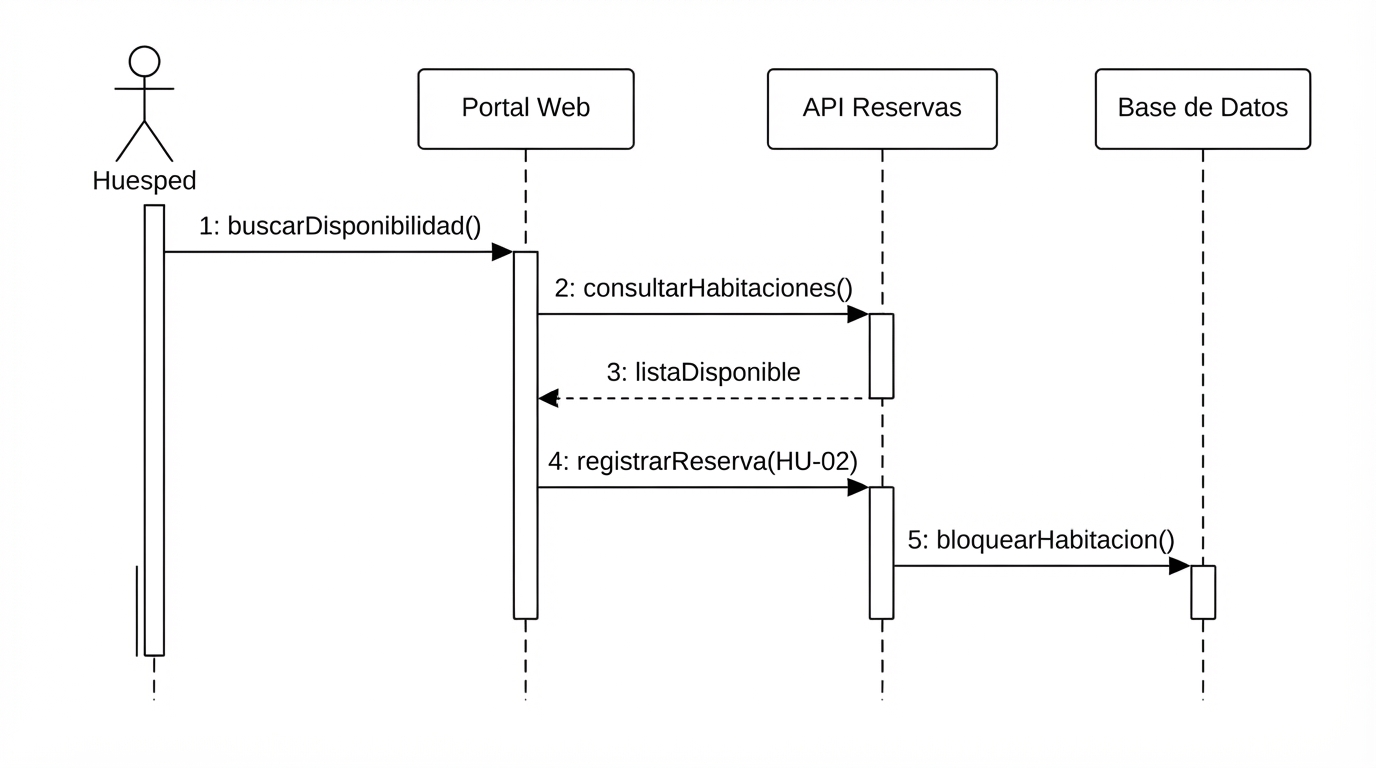 Huesped
Portal Web
API Reservas
Base de Datos
1: buscarDisponibilidad()
2: consultarHabitaciones()
3: listaDisponible
4: registrarReserva(HU-02)
5: bloquearHabitacion()